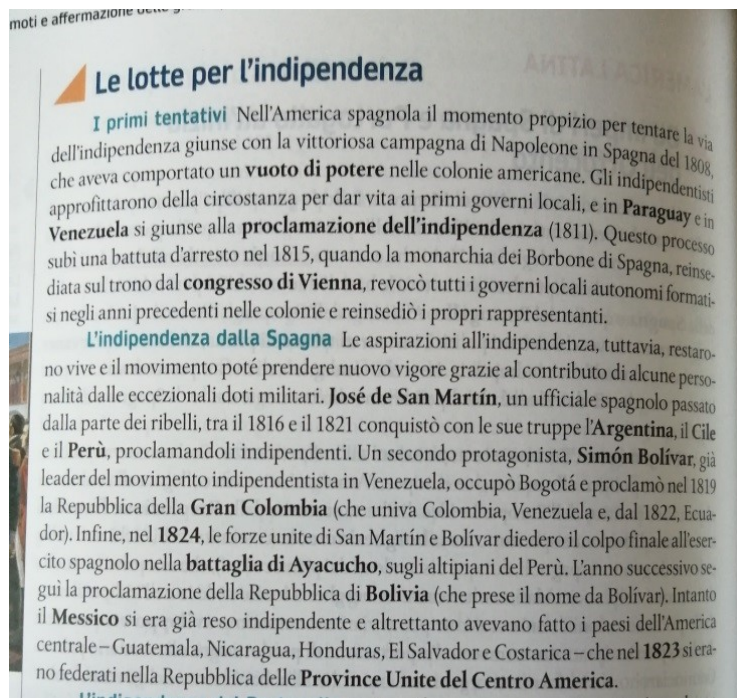 moti e affermazione delle
Le lotte per l'indipendenza
I primi tentativi Nell'America spagnola il momento propizio per tentare la via
dell'indipendenza giunse con la vittoriosa campagna di Napoleone in Spagna del 1808,
che aveva comportato un vuoto di potere nelle colonie americane. Gli indipendentisti
approfittarono della circostanza per dar vita ai primi governi locali, e in Paraguay e in
Venezuela si giunse alla proclamazione dell'indipendenza (1811). Questo processo
subì una battuta d'arresto nel 1815, quando la monarchia dei Borbone di Spagna, reinse-
diata sul trono dal congresso di Vienna, revocò tutti i governi locali autonomi formati-
si negli anni precedenti nelle colonie e reinsediò i propri rappresentanti.
L'indipendenza dalla Spagna Le aspirazioni all'indipendenza, tuttavia, restaro-
no vive e il movimento poté prendere nuovo vigore grazie al contributo di alcune perso-
nalità dalle eccezionali doti militari. José de San Martín, un ufficiale spagnolo passato
dalla parte dei ribelli, tra il 1816 e il 1821 conquistò con le sue truppe l'Argentina, il Cile
e il Perù, proclamandoli indipendenti. Un secondo protagonista, Simón Bolívar, già
leader del movimento indipendentista in Venezuela, occupò Bogotá e proclamò nel 1819
la Repubblica della Gran Colombia (che univa Colombia, Venezuela e, dal 1822, Ecua-
dor). Infine, nel 1824, le forze unite di San Martín e Bolívar diedero il colpo finale all'eser-
cito spagnolo nella battaglia di Ayacucho, sugli altipiani del Perù. L'anno successivo se-
guì la proclamazione della Repubblica di Bolivia (che prese il nome da Bolívar). Intanto
il Messico si era già reso indipendente e altrettanto avevano fatto i paesi dell'America
centrale – Guatemala, Nicaragua, Honduras, El Salvador e Costarica – che nel 1823 si era-
no federati nella Repubblica delle Province Unite del Centro America.